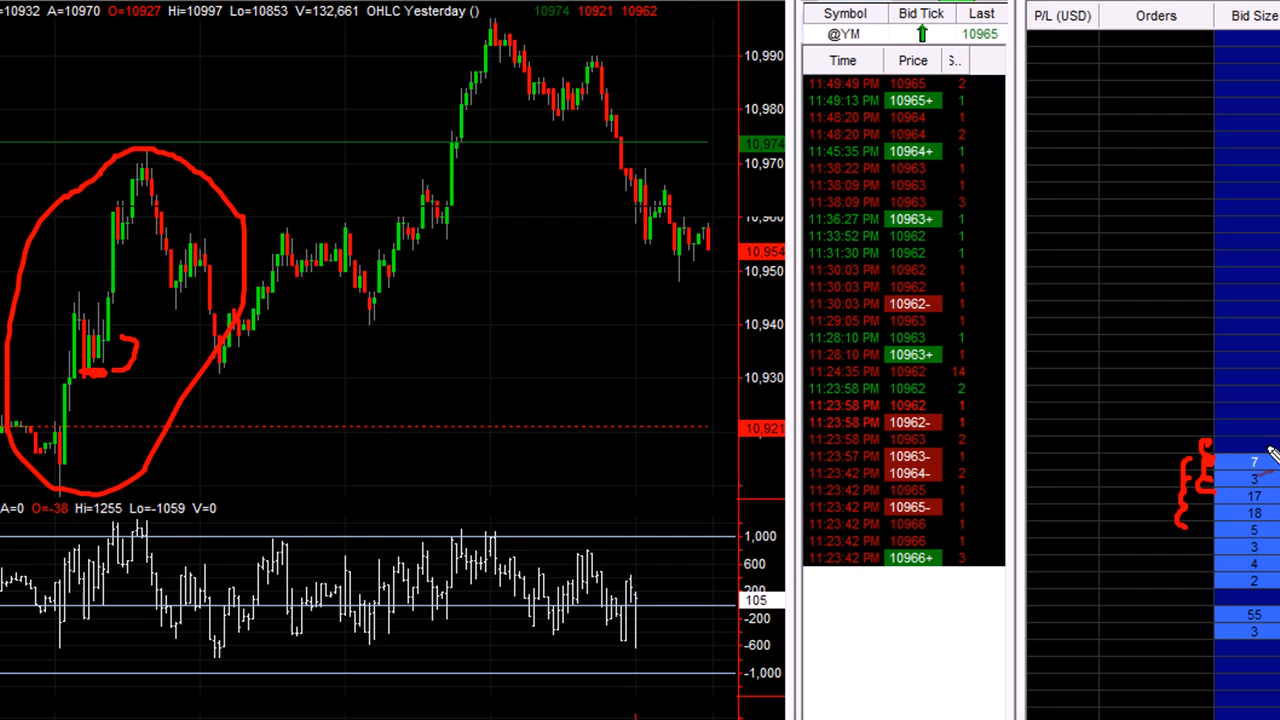 =10932 A=10970 O=10927 Hi=10997 Lo=10853 V=132,661 OHLC Yesterday () 10974 10921 10962
10,990
10,980
10,974
10,970
10,960
10,954
10,950
10,940
10,930
10,921
A=0 O=-38 Hi=1255 Lo=-1059 V=0
1,000
600
200
105
-200
-600
-1,000
Symbol Bid Tick Last
@YM 10965
Time Price S..
11:49:49 PM 10965 2
11:49:13 PM 10965+ 1
11:48:20 PM 10964 1
11:48:20 PM 10964 2
11:45:35 PM 10964+ 1
11:38:22 PM 10963 1
11:38:09 PM 10963 1
11:38:09 PM 10963 3
11:36:27 PM 10963+ 1
11:33:52 PM 10962 1
11:31:30 PM 10962 1
11:30:03 PM 10962 1
11:30:03 PM 10962 1
11:30:03 PM 10962- 1
11:29:05 PM 10963 1
11:28:10 PM 10963 1
11:28:10 PM 10963+ 1
11:24:35 PM 10962 14
11:23:58 PM 10962 2
11:23:58 PM 10962 1
11:23:58 PM 10962- 1
11:23:58 PM 10963 2
11:23:57 PM 10963- 1
11:23:42 PM 10964- 2
11:23:42 PM 10965 1
11:23:42 PM 10965- 1
11:23:42 PM 10966 1
11:23:42 PM 10966 1
11:23:42 PM 10966+ 3
P/L (USD) Orders Bid Size
7
3
17
18
5
3
4
2
55
3